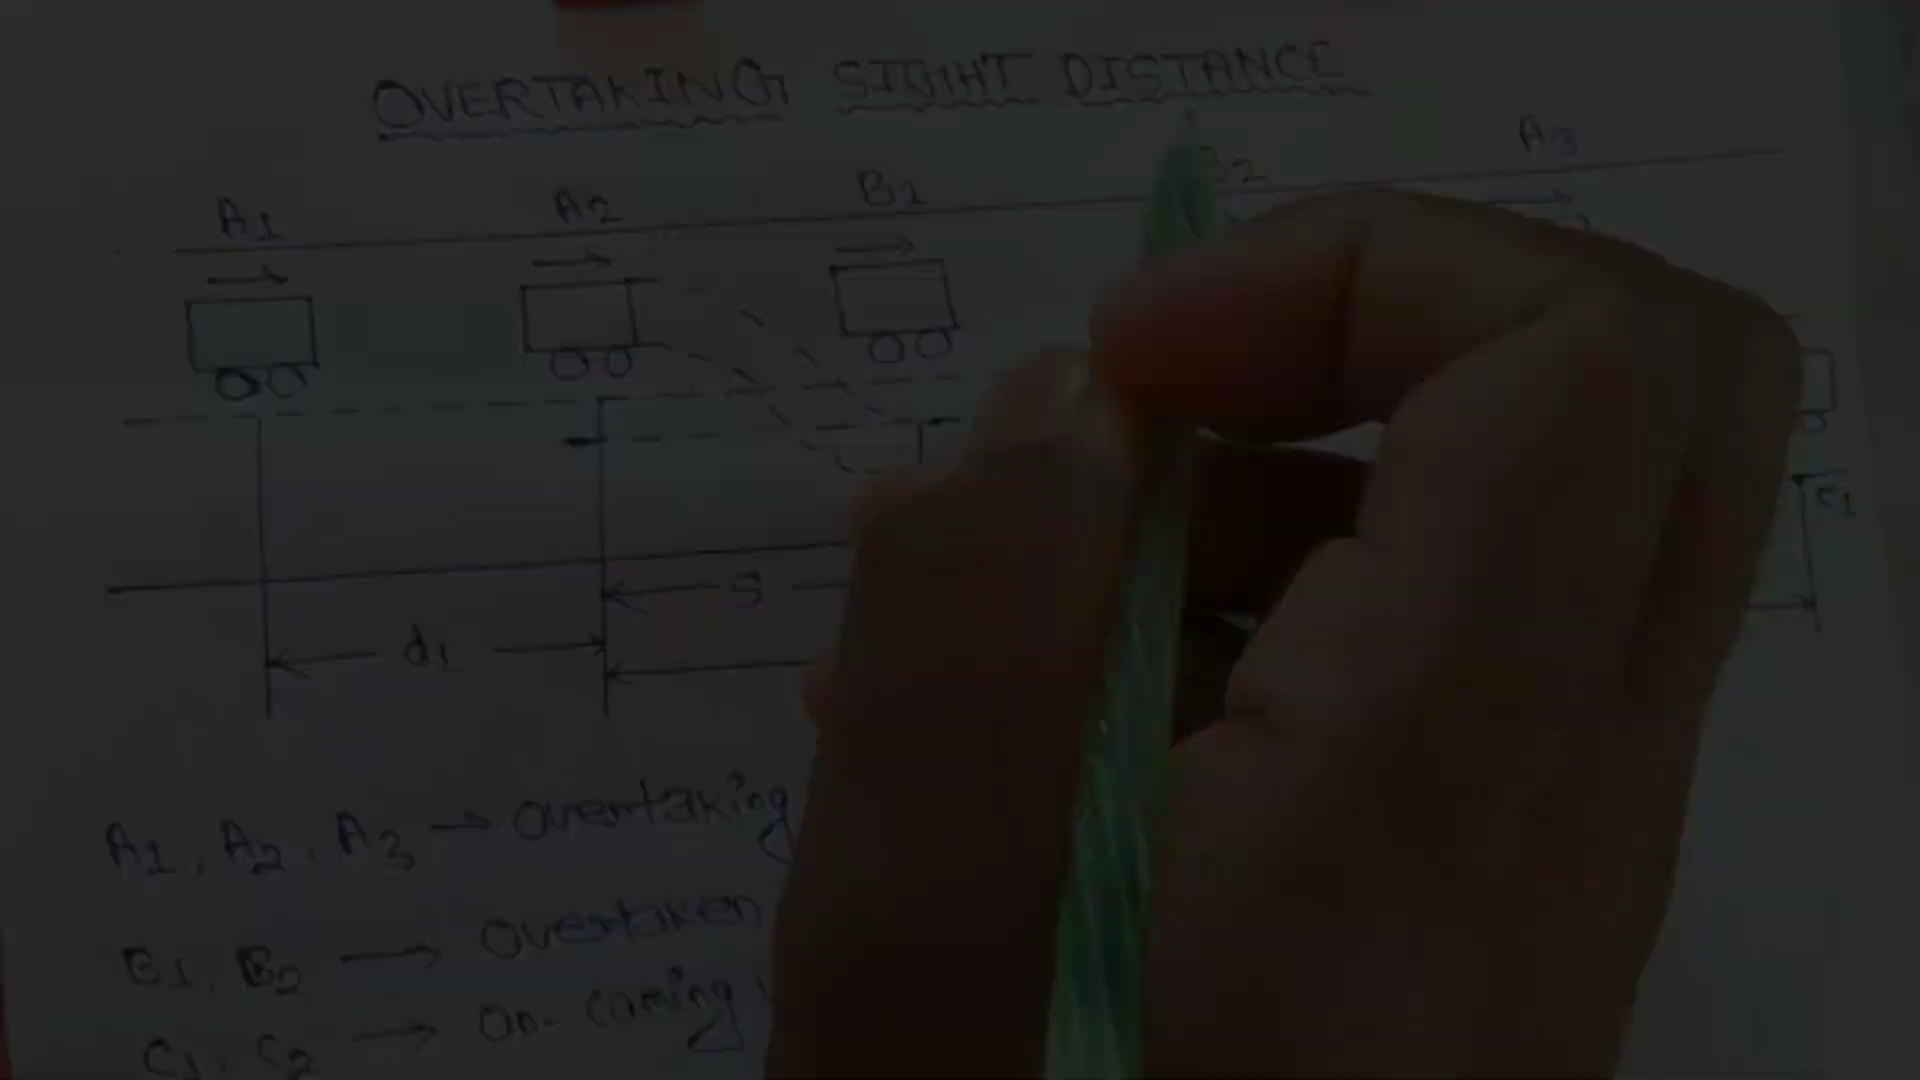 OVERTAKING SIGHT DISTANCE
A1 A2 B1 B2 A3
C1
S
d1
A1, A2, A3 → overtaking
B1, B2 → overtaken
C1, C2 → on-coming